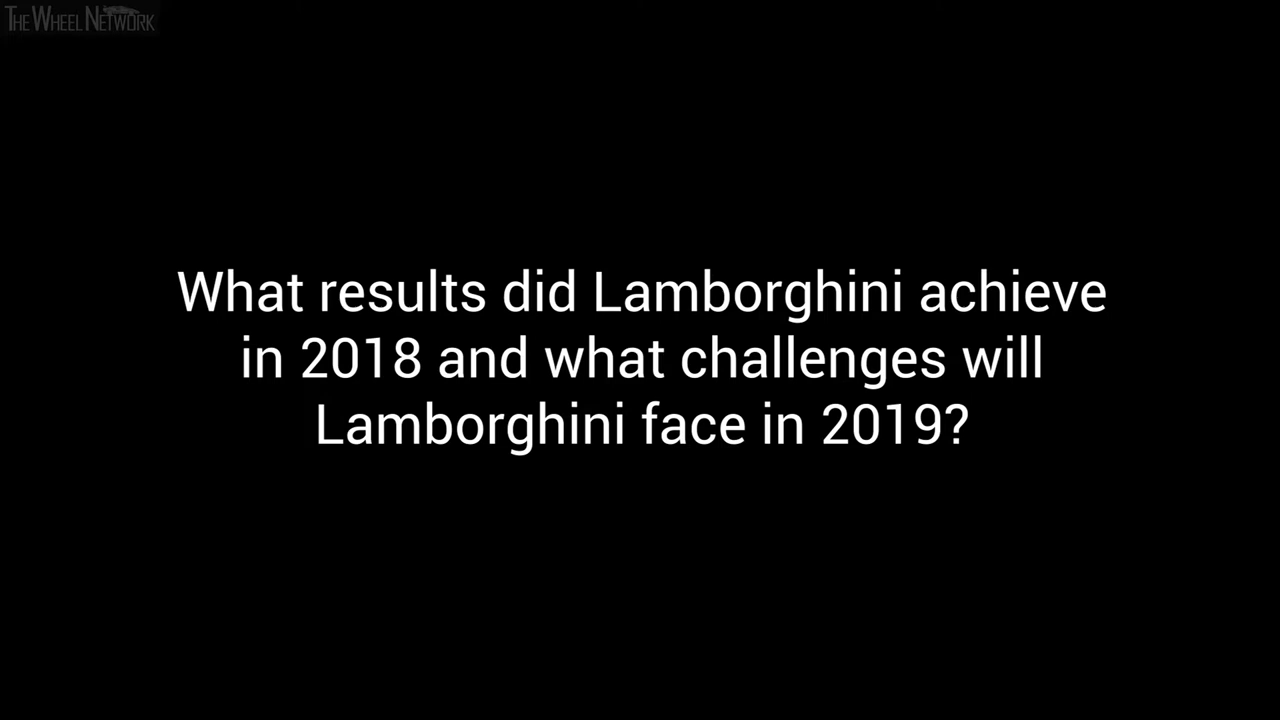 THE WHEEL NETWORK
What results did Lamborghini achieve
in 2018 and what challenges will
Lamborghini face in 2019?